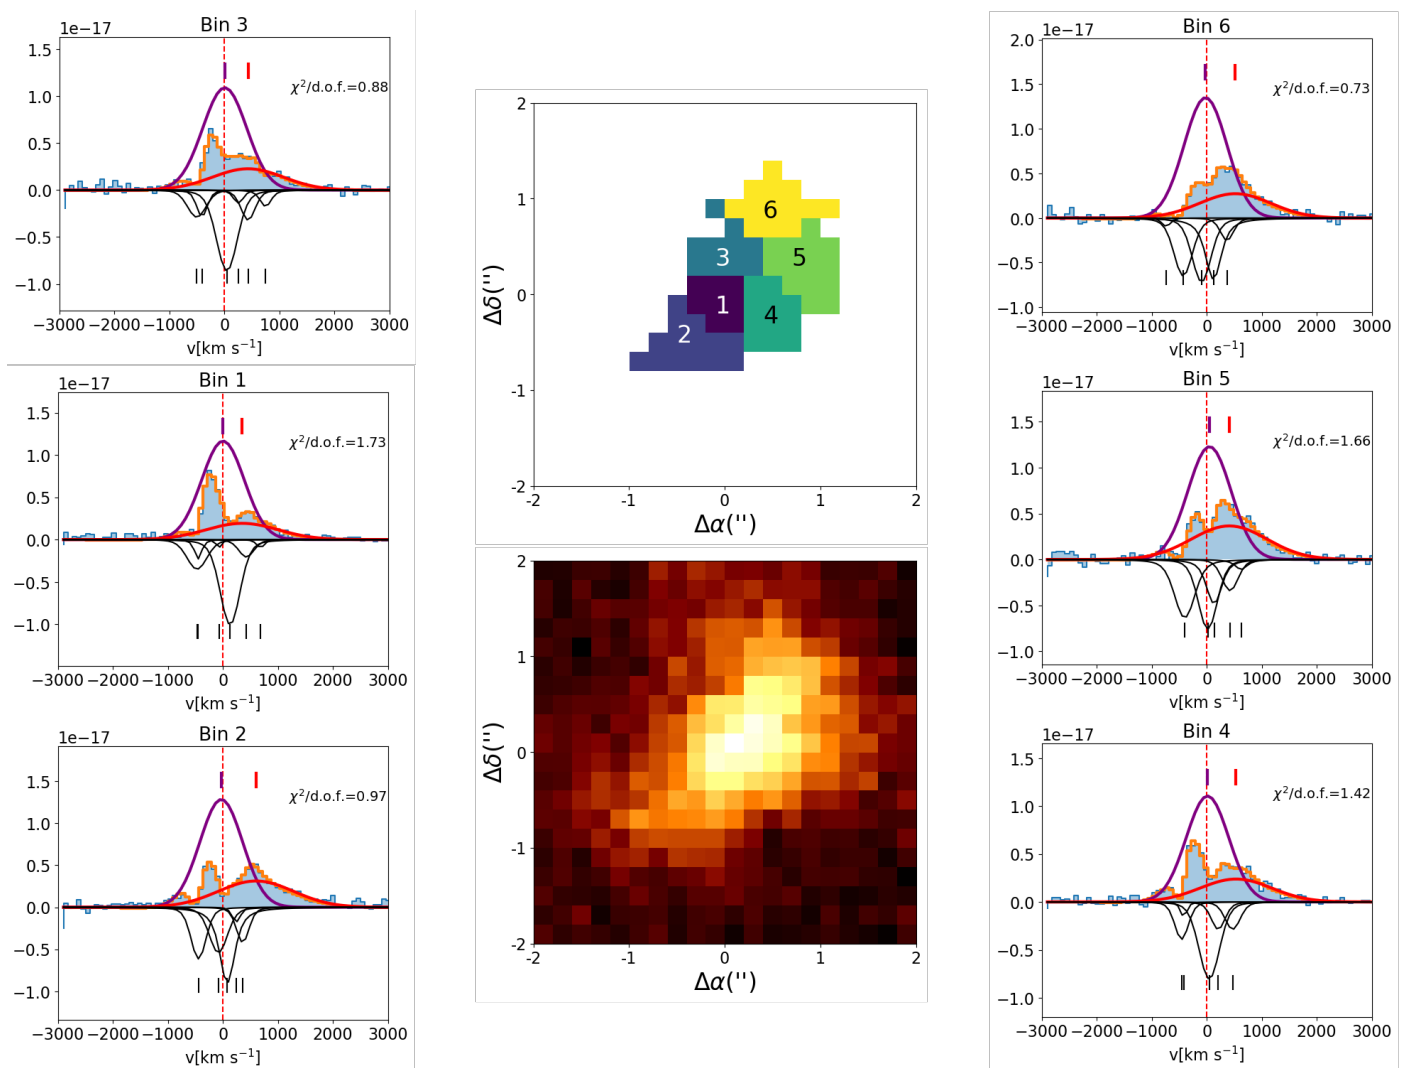 Bin 3
1e−17
χ²/d.o.f.=0.88
1.5
1.0
0.5
0.0
−0.5
−1.0
−3000 −2000 −1000 0 1000 2000 3000
v[km s⁻¹]
Bin 1
1e−17
χ²/d.o.f.=1.73
1.5
1.0
0.5
0.0
−0.5
−1.0
−3000 −2000 −1000 0 1000 2000 3000
v[km s⁻¹]
Bin 2
1e−17
χ²/d.o.f.=0.97
1.5
1.0
0.5
0.0
−0.5
−1.0
−3000 −2000 −1000 0 1000 2000 3000
v[km s⁻¹]
2
1
0
-1
-2
Δδ('')
6
3 5
1
4
2
-2 -1 0 1 2
Δα('')
2
1
0
-1
-2
Δδ('')
-2 -1 0 1 2
Δα('')
Bin 6
1e−17
χ²/d.o.f.=0.73
2.0
1.5
1.0
0.5
0.0
−0.5
−1.0
−3000 −2000 −1000 0 1000 2000 3000
v[km s⁻¹]
Bin 5
1e−17
χ²/d.o.f.=1.66
1.5
1.0
0.5
0.0
−0.5
−1.0
−3000 −2000 −1000 0 1000 2000 3000
v[km s⁻¹]
Bin 4
1e−17
χ²/d.o.f.=1.42
1.5
1.0
0.5
0.0
−0.5
−1.0
−3000 −2000 −1000 0 1000 2000 3000
v[km s⁻¹]